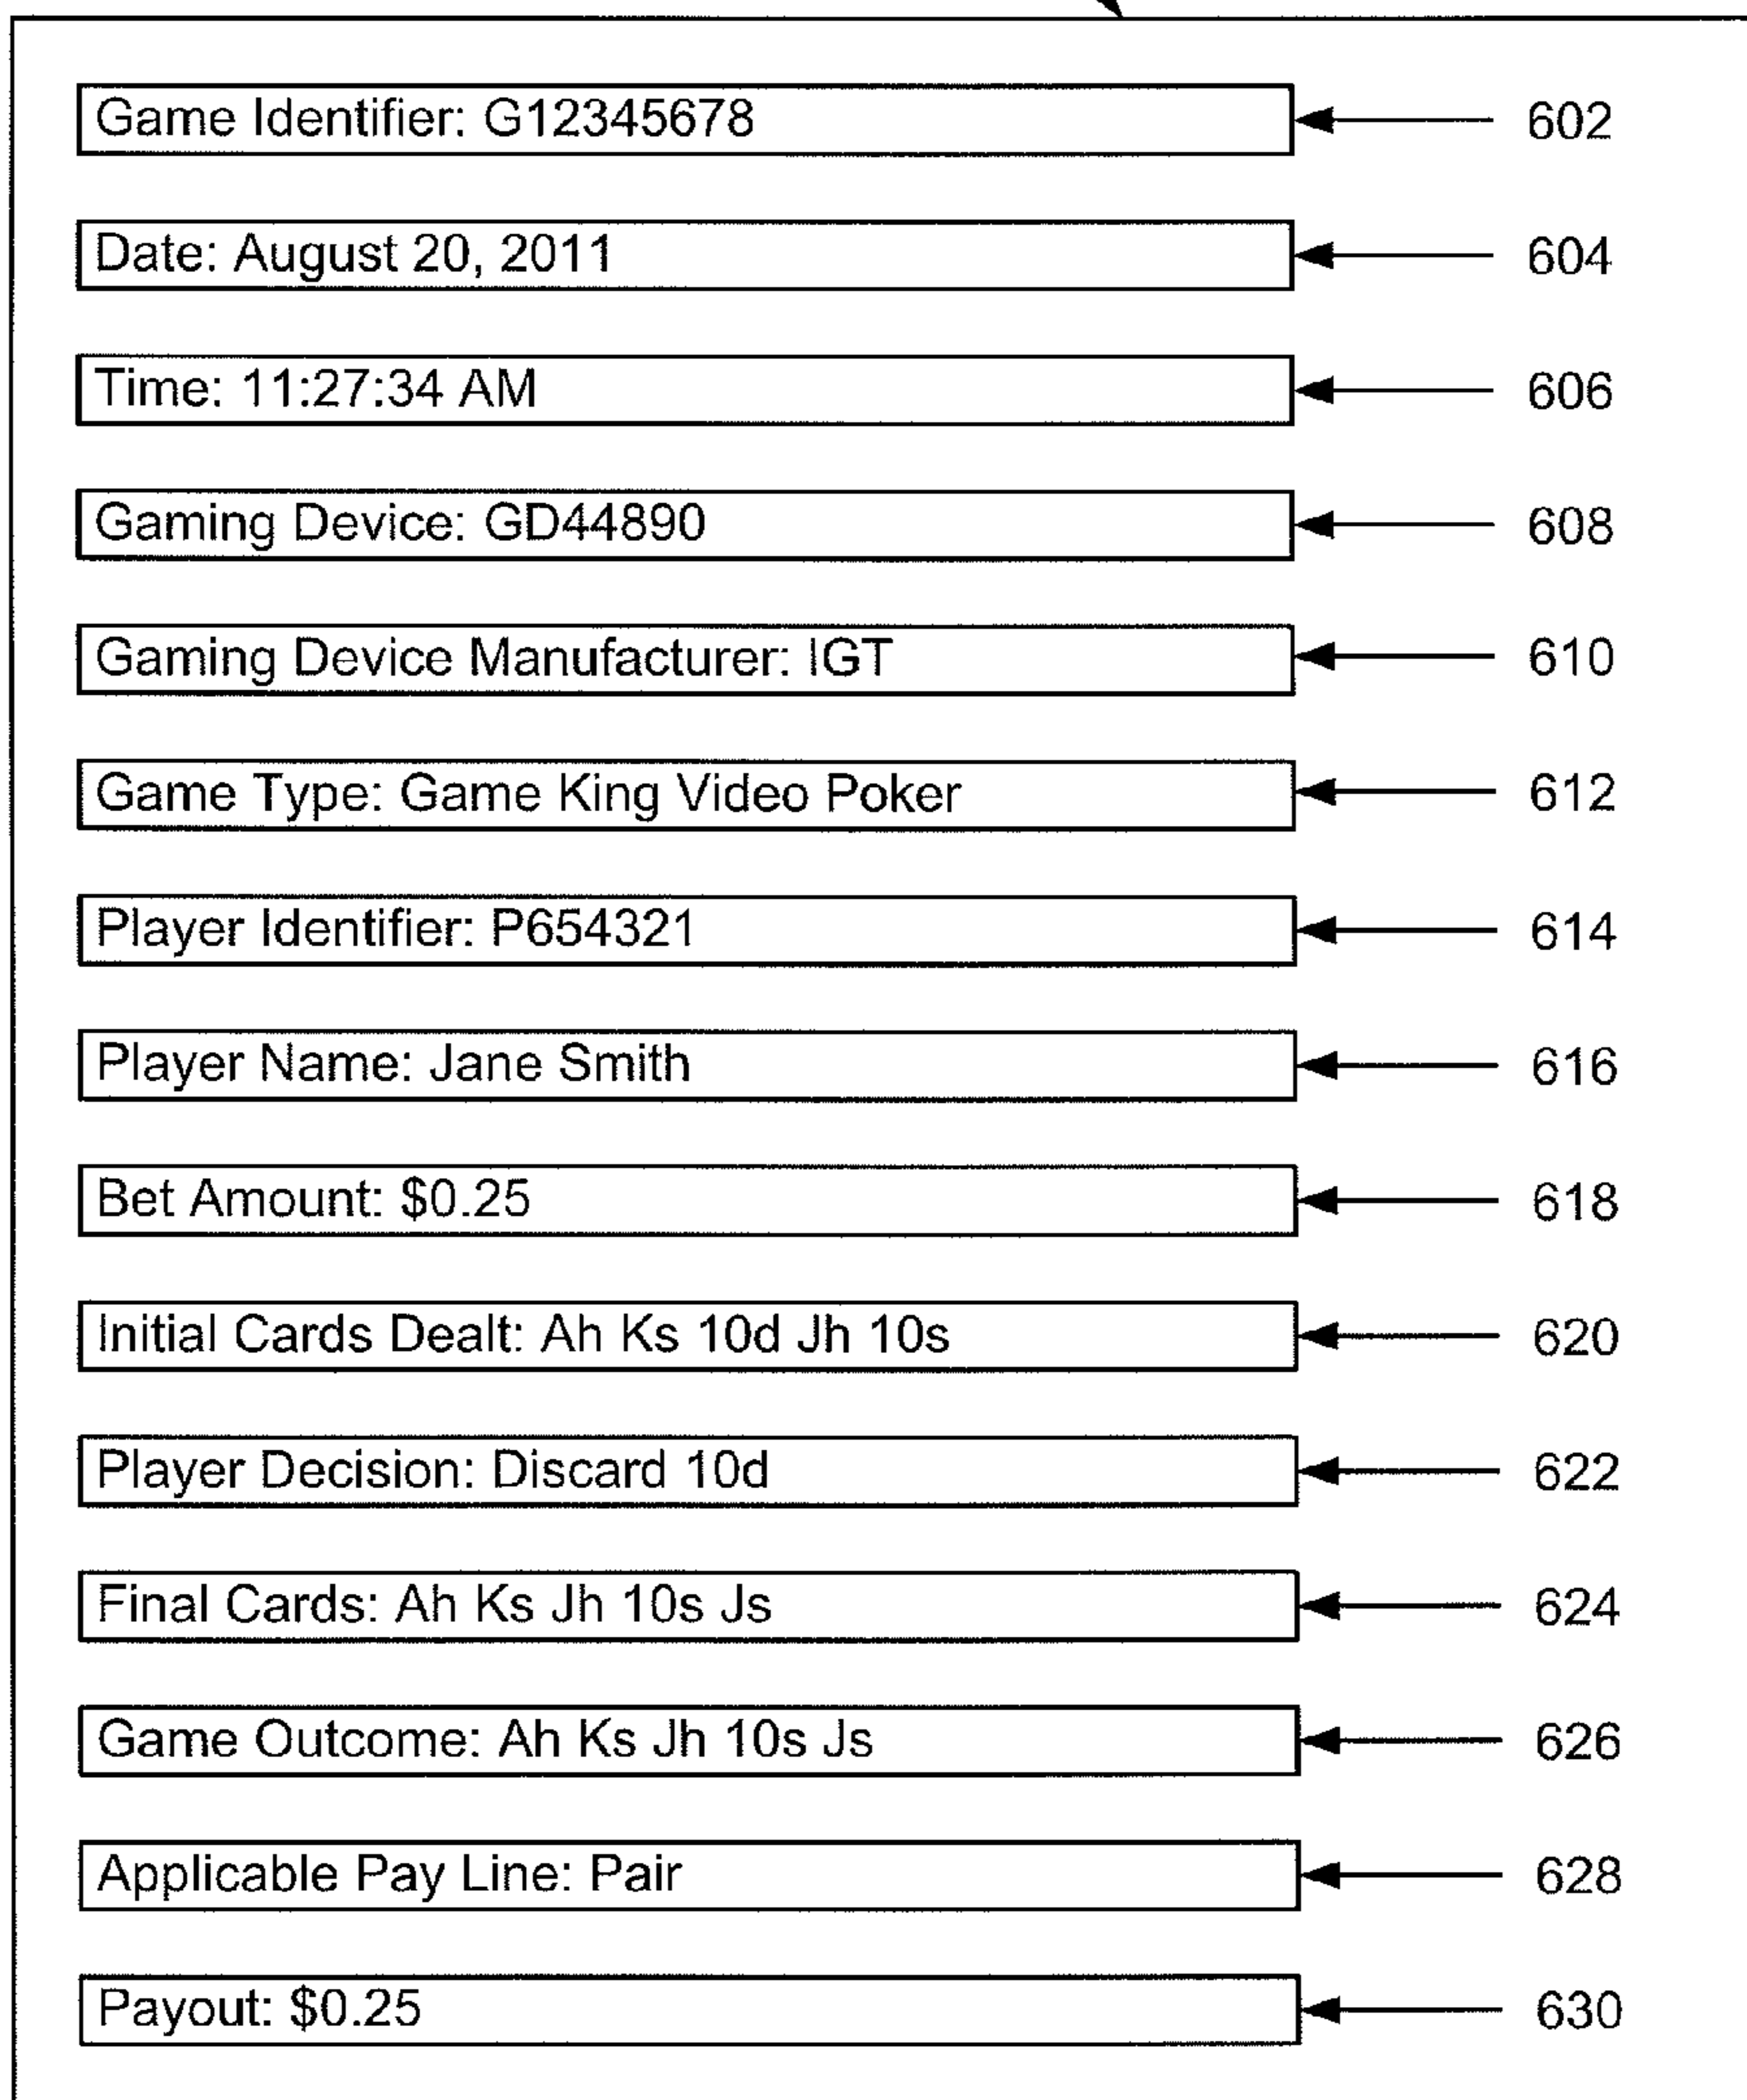 Game Identifier: G12345678 602
Date: August 20, 2011 604
Time: 11:27:34 AM 606
Gaming Device: GD44890 608
Gaming Device Manufacturer: IGT 610
Game Type: Game King Video Poker 612
Player Identifier: P654321 614
Player Name: Jane Smith 616
Bet Amount: $0.25 618
Initial Cards Dealt: Ah Ks 10d Jh 10s 620
Player Decision: Discard 10d 622
Final Cards: Ah Ks Jh 10s Js 624
Game Outcome: Ah Ks Jh 10s Js 626
Applicable Pay Line: Pair 628
Payout: $0.25 630